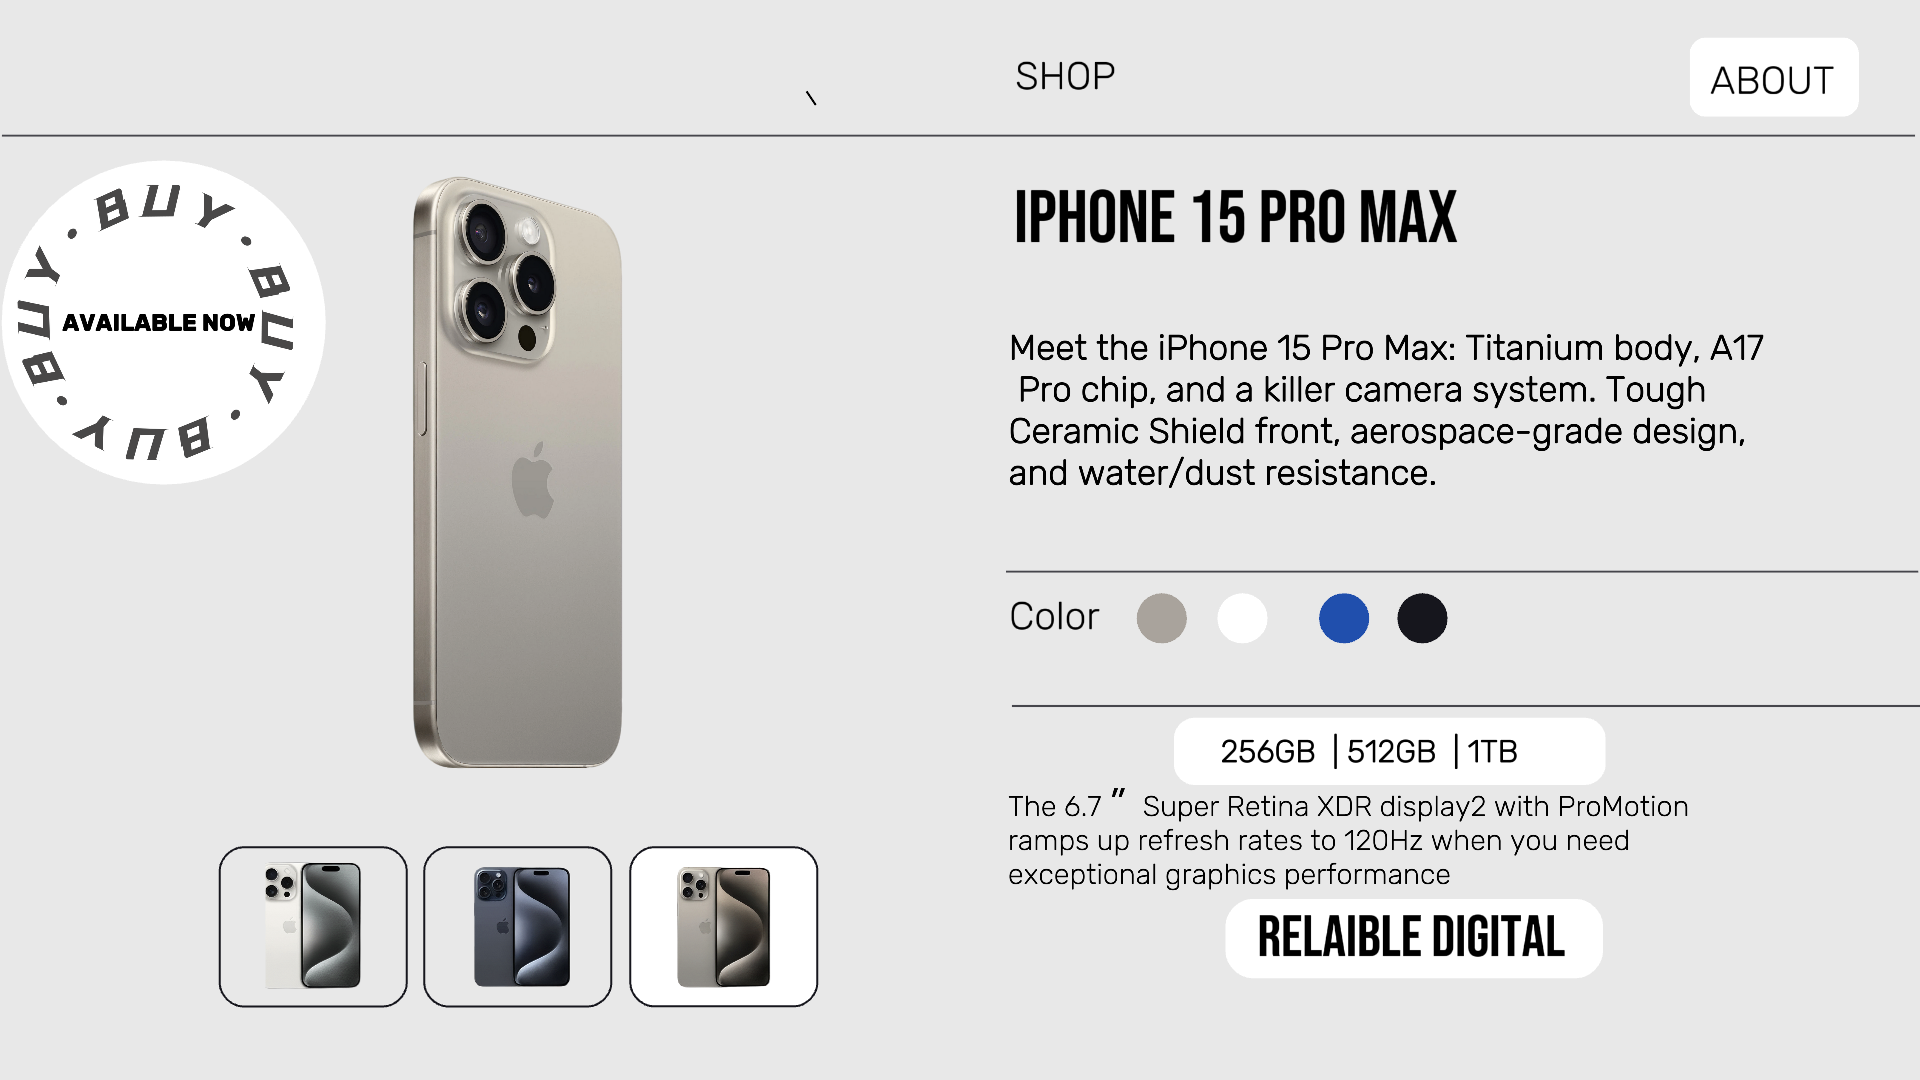 \
SHOP
ABOUT
BUY • BUY • BUY • BUY •
AVAILABLE NOW
IPHONE 15 PRO MAX
Meet the iPhone 15 Pro Max: Titanium body, A17
Pro chip, and a killer camera system. Tough
Ceramic Shield front, aerospace-grade design,
and water/dust resistance.
Color
256GB | 512GB | 1TB
The 6.7 ″ Super Retina XDR display2 with ProMotion
ramps up refresh rates to 120Hz when you need
exceptional graphics performance
RELAIBLE DIGITAL